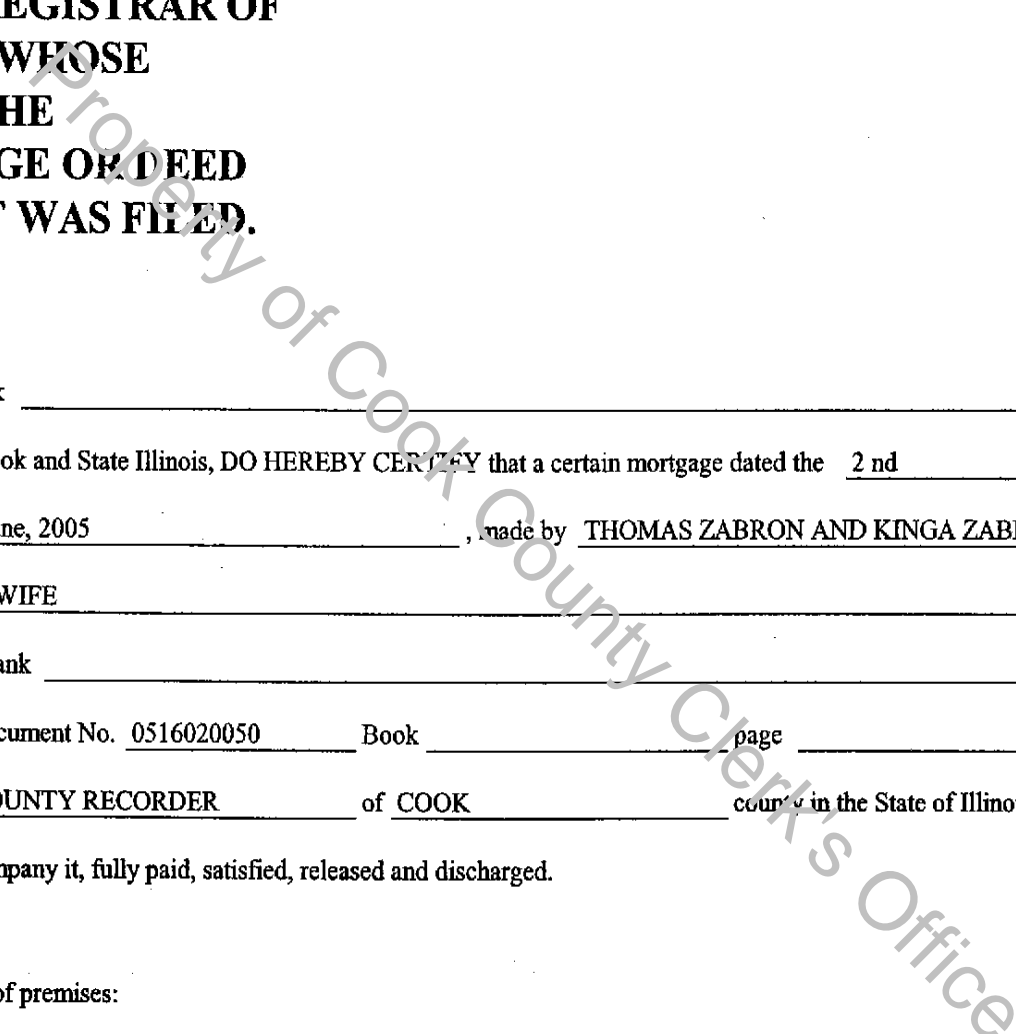 EGISTRAR OF
WHOSE
HE
GE OR DEED
WAS FILED.
ok and State Illinois, DO HEREBY CERTIFY that a certain mortgage dated the 2 nd
ne, 2005 , made by THOMAS ZABRON AND KINGA ZAB
WIFE
ank
cument No. 0516020050 Book page
OUNTY RECORDER of COOK county in the State of Illino
mpany it, fully paid, satisfied, released and discharged.
of premises:
Property of Cook County Clerk's Office